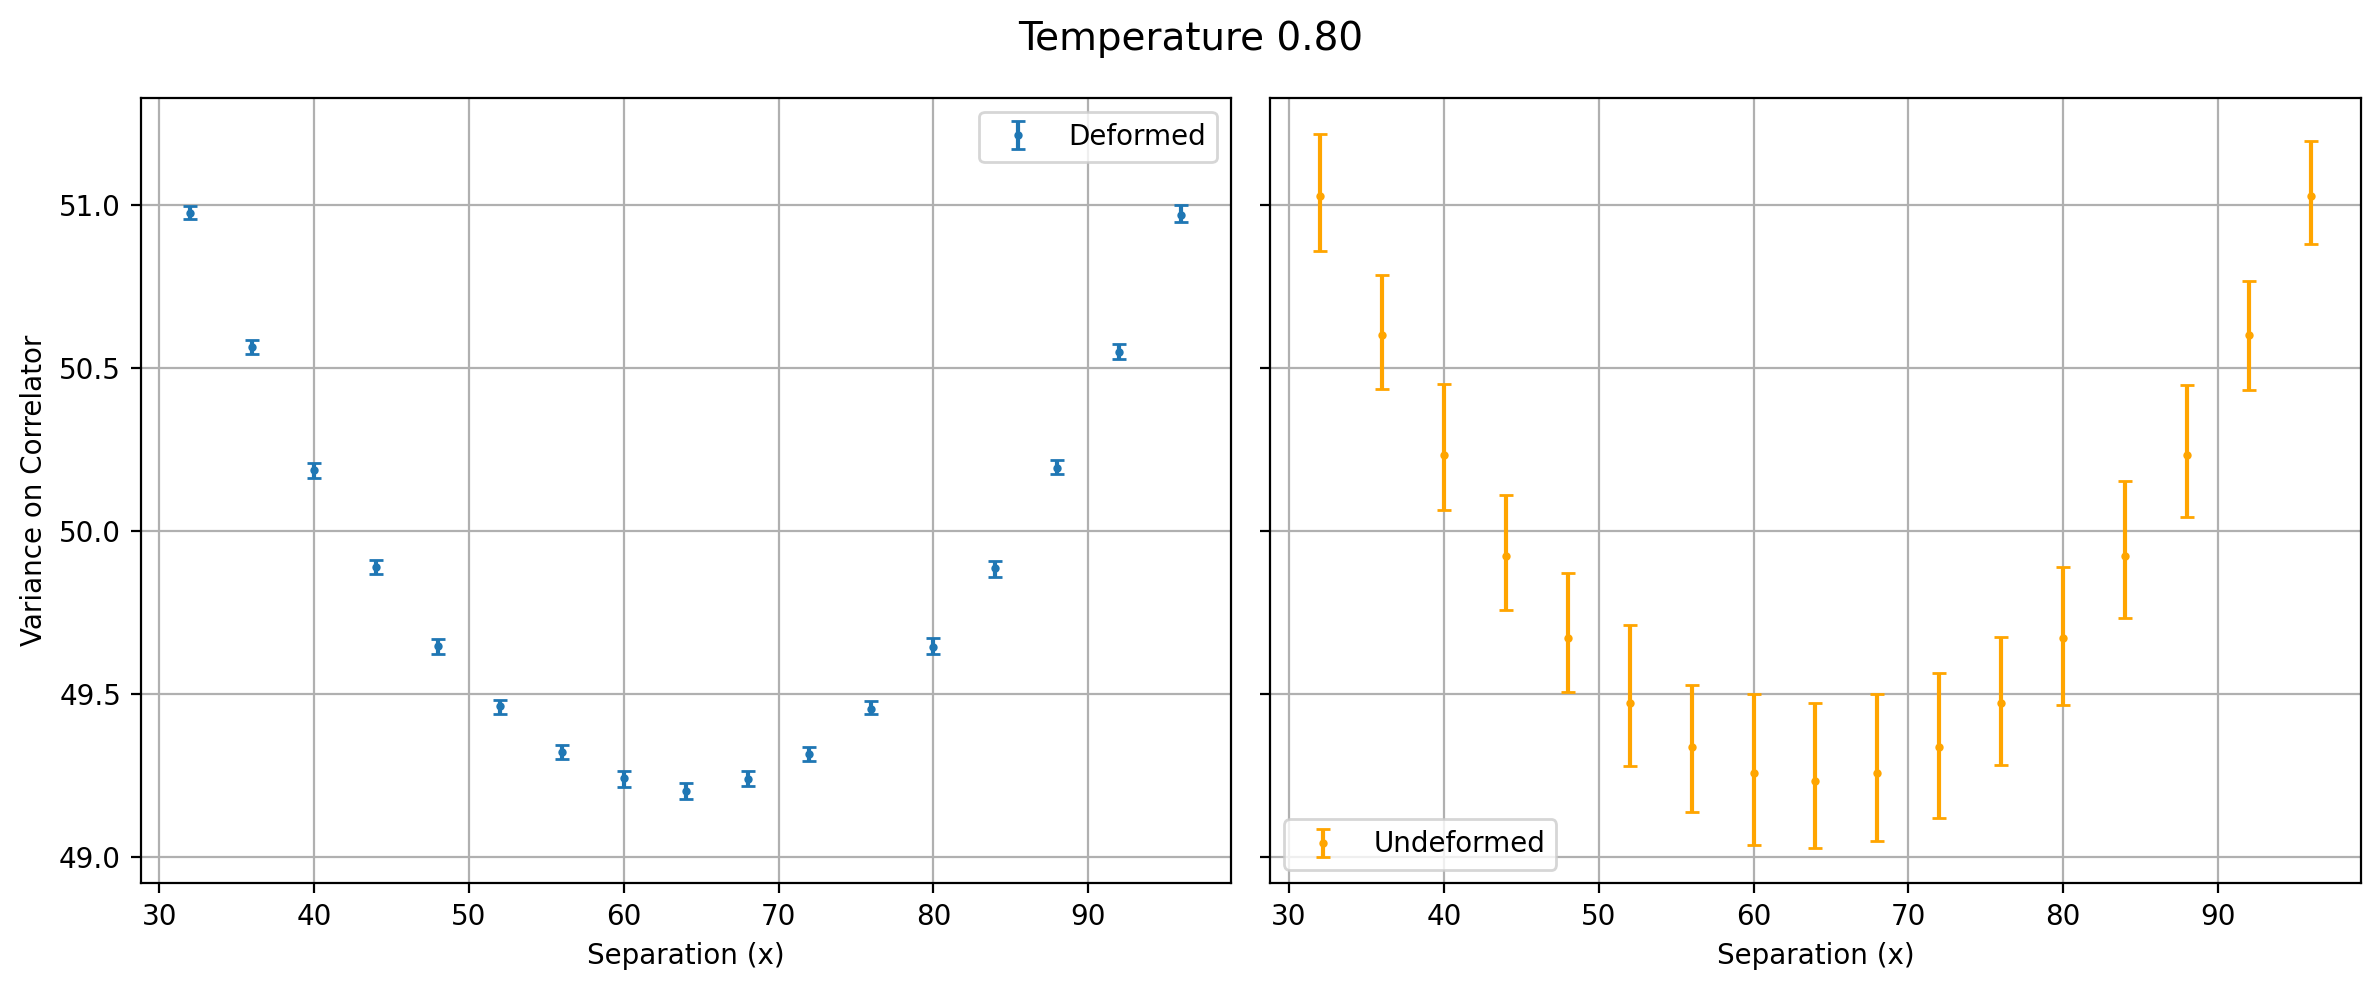 Temperature 0.80
Variance on Correlator
51.0
50.5
50.0
49.5
49.0
30 40 50 60 70 80 90
Separation (x)
Deformed
30 40 50 60 70 80 90
Separation (x)
Undeformed